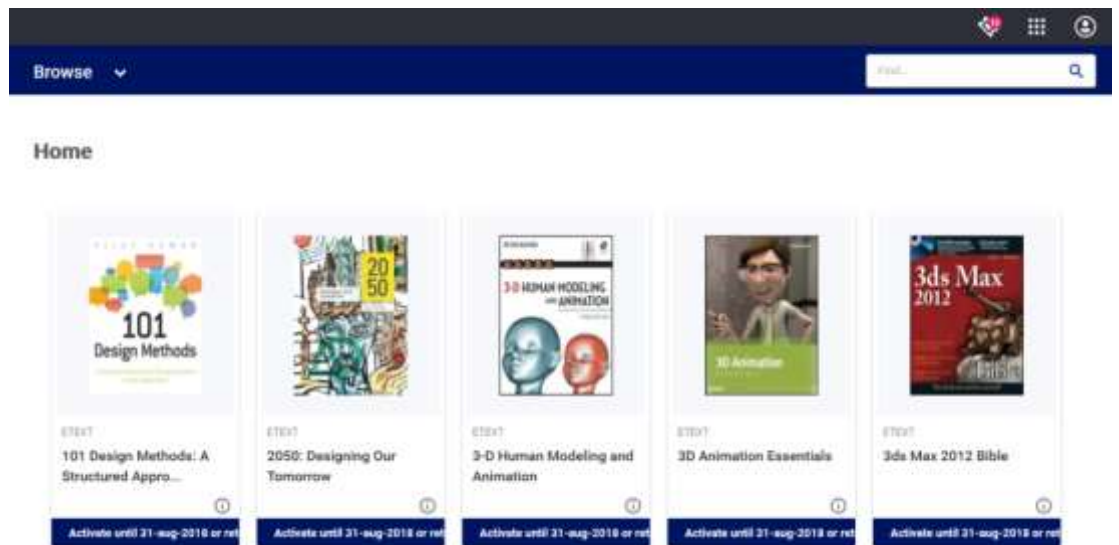 Browse
Home
101
Design Methods
20
50
3-D HUMAN MODELING
AND ANIMATION
3D Animation
3ds Max
2012
Bible
ETEXT
101 Design Methods: A
Structured Appro...
Activate until 31-aug-2018 or ret
ETEXT
2050: Designing Our
Tomorrow
Activate until 31-aug-2018 or ret
ETEXT
3-D Human Modeling and
Animation
Activate until 31-aug-2018 or ret
ETEXT
3D Animation Essentials
Activate until 31-aug-2018 or ret
ETEXT
3ds Max 2012 Bible
Activate until 31-aug-2018 or ret